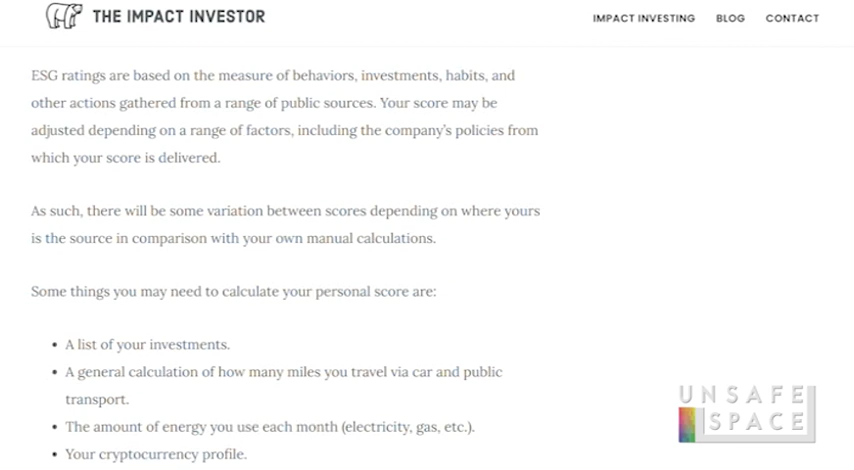 THE IMPACT INVESTOR
IMPACT INVESTING BLOG CONTACT
ESG ratings are based on the measure of behaviors, investments, habits, and
other actions gathered from a range of public sources. Your score may be
adjusted depending on a range of factors, including the company's policies from
which your score is delivered.
As such, there will be some variation between scores depending on where yours
is the source in comparison with your own manual calculations.
Some things you may need to calculate your personal score are:
• A list of your investments.
• A general calculation of how many miles you travel via car and public
transport.
• The amount of energy you use each month (electricity, gas, etc.).
• Your cryptocurrency profile.
UNSAFE
SPACE